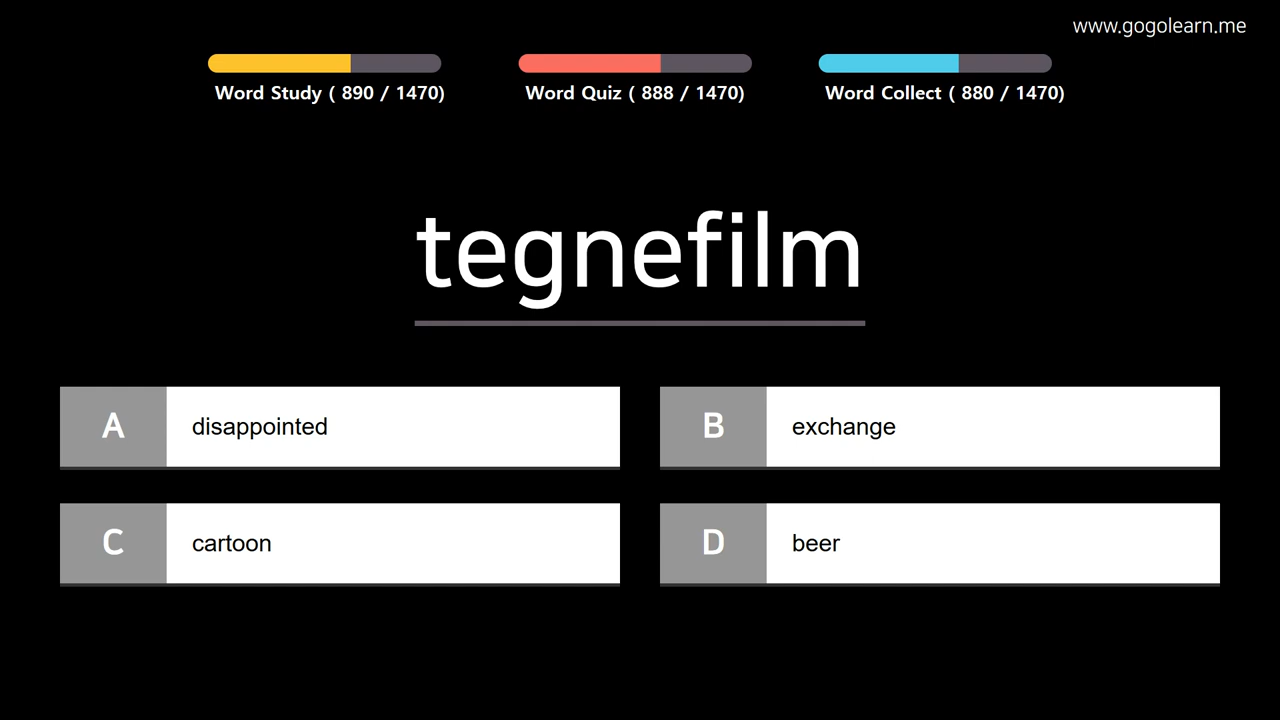 www.gogolearn.me
Word Study ( 890 / 1470)
Word Quiz ( 888 / 1470)
Word Collect ( 880 / 1470)
tegnefilm
A disappointed
B exchange
C cartoon
D beer